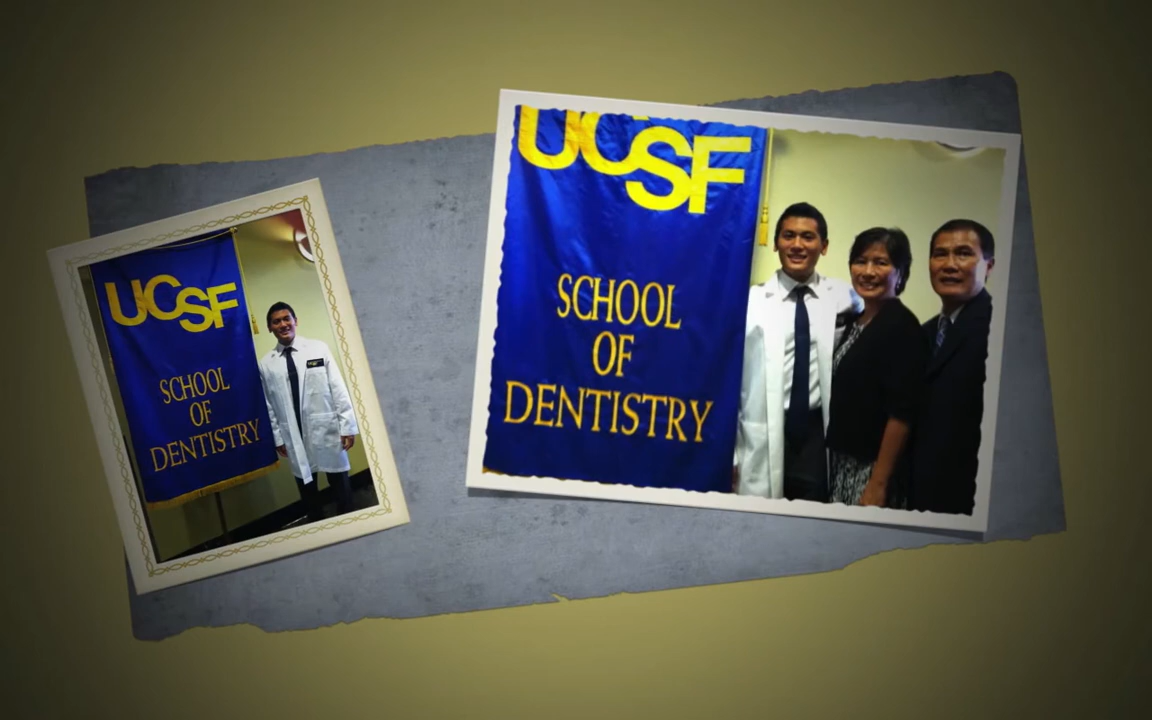 UCSF
SCHOOL
OF
DENTISTRY
UCSF
SCHOOL
OF
DENTISTRY